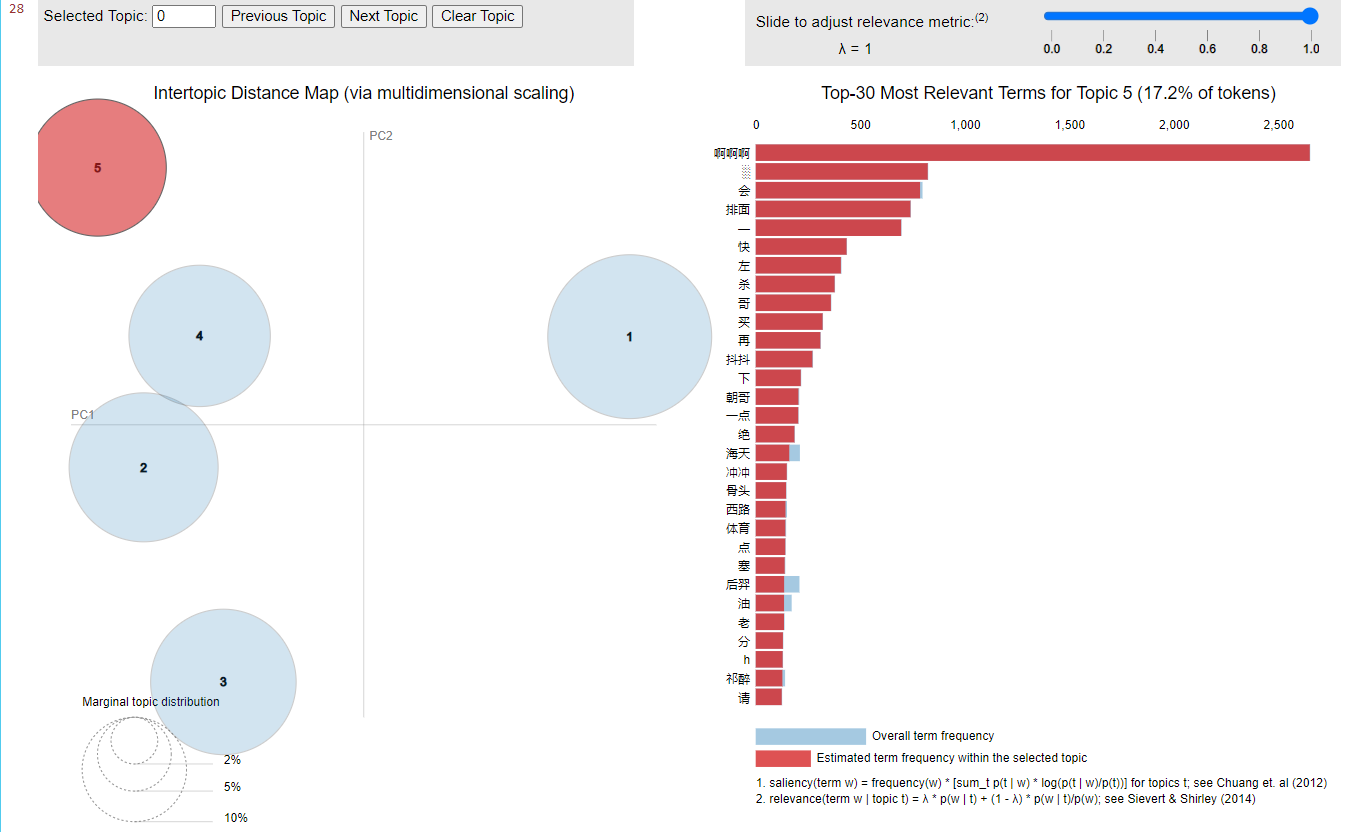 28
Selected Topic: 0 Previous Topic Next Topic Clear Topic
Slide to adjust relevance metric:(2)
λ = 1
0.0 0.2 0.4 0.6 0.8 1.0
Intertopic Distance Map (via multidimensional scaling)
PC2
PC1
5
4
1
2
3
Marginal topic distribution
2%
5%
10%
Top-30 Most Relevant Terms for Topic 5 (17.2% of tokens)
0 500 1,000 1,500 2,000 2,500
啊啊啊
░
会
排面
一
快
左
杀
哥
买
再
抖抖
下
朝哥
一点
绝
海天
冲冲
骨头
西路
体育
点
塞
后羿
油
老
分
h
祁醉
请
Overall term frequency
Estimated term frequency within the selected topic
1. saliency(term w) = frequency(w) * [sum_t p(t | w) * log(p(t | w)/p(t))] for topics t; see Chuang et. al (2012)
2. relevance(term w | topic t) = λ * p(w | t) + (1 - λ) * p(w | t)/p(w); see Sievert & Shirley (2014)